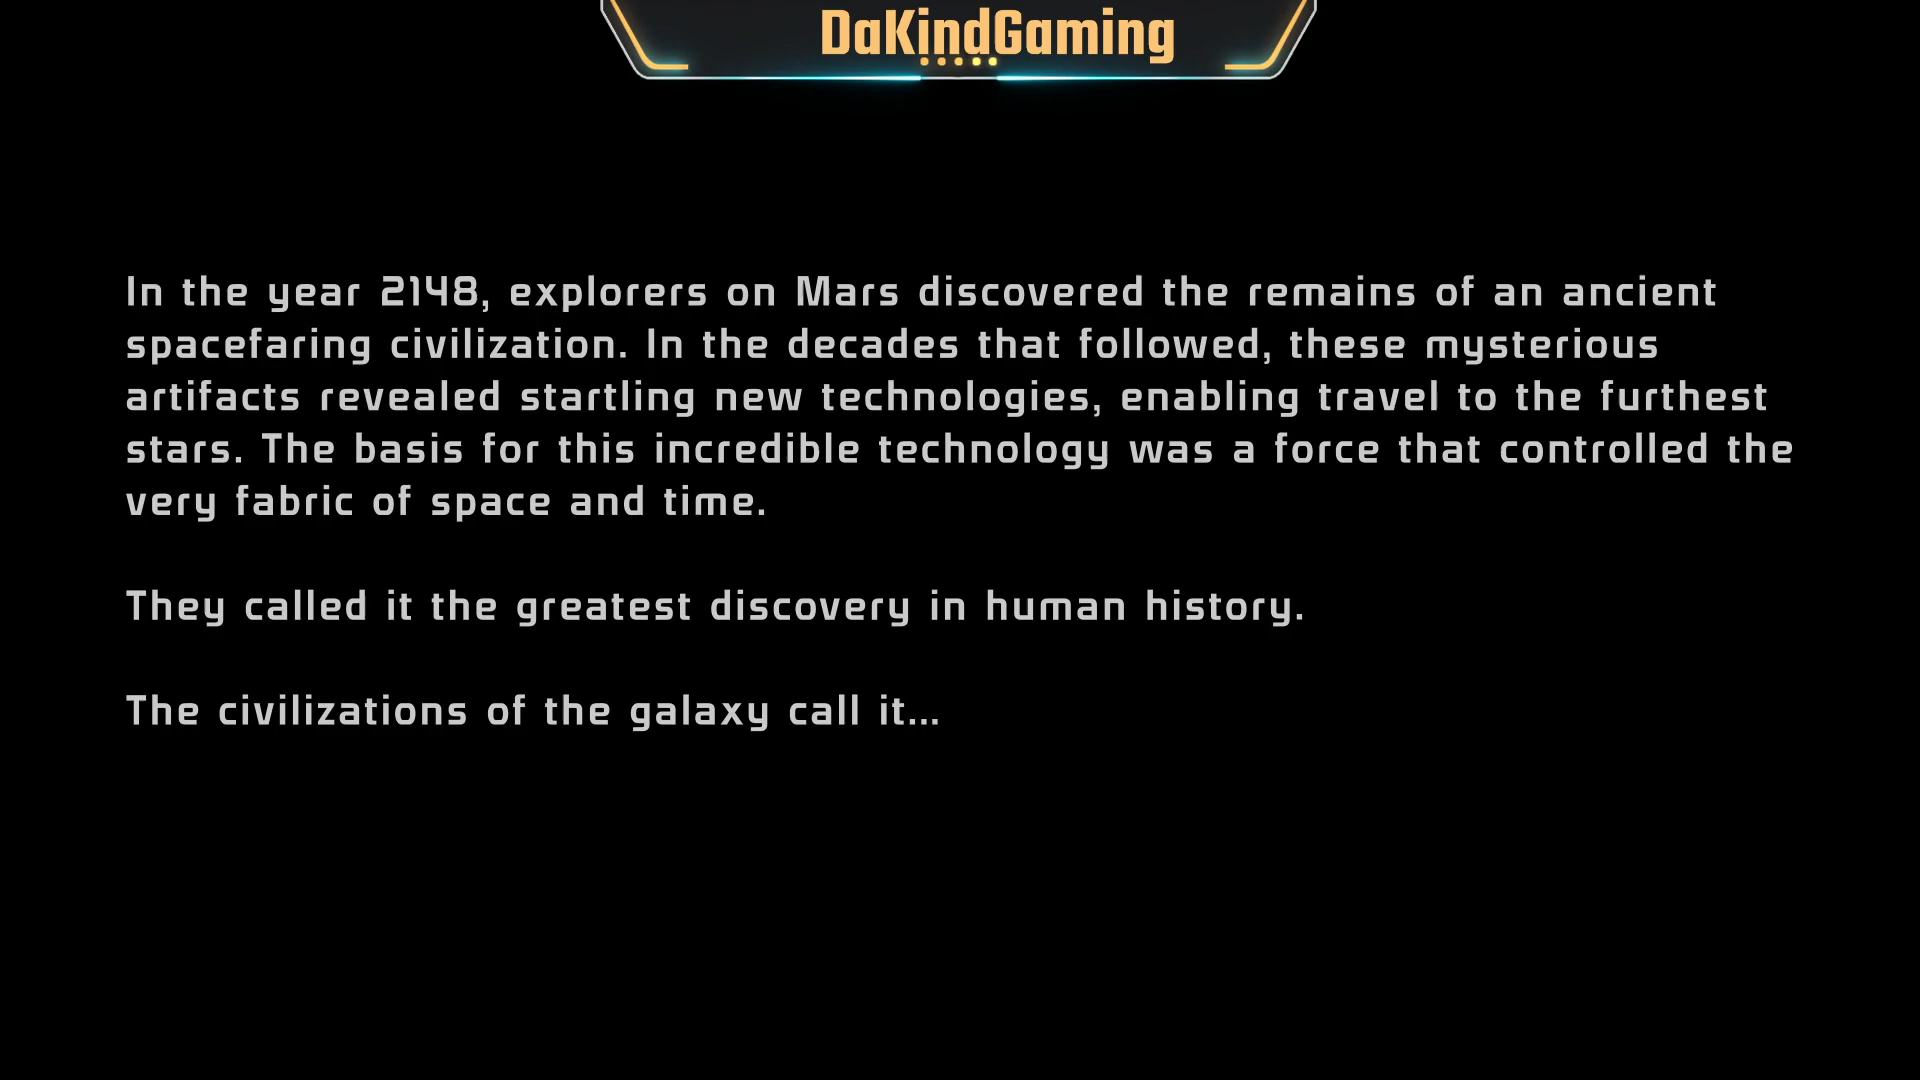 DaKindGaming
In the year 2148, explorers on Mars discovered the remains of an ancient
spacefaring civilization. In the decades that followed, these mysterious
artifacts revealed startling new technologies, enabling travel to the furthest
stars. The basis for this incredible technology was a force that controlled the
very fabric of space and time.
They called it the greatest discovery in human history.
The civilizations of the galaxy call it...